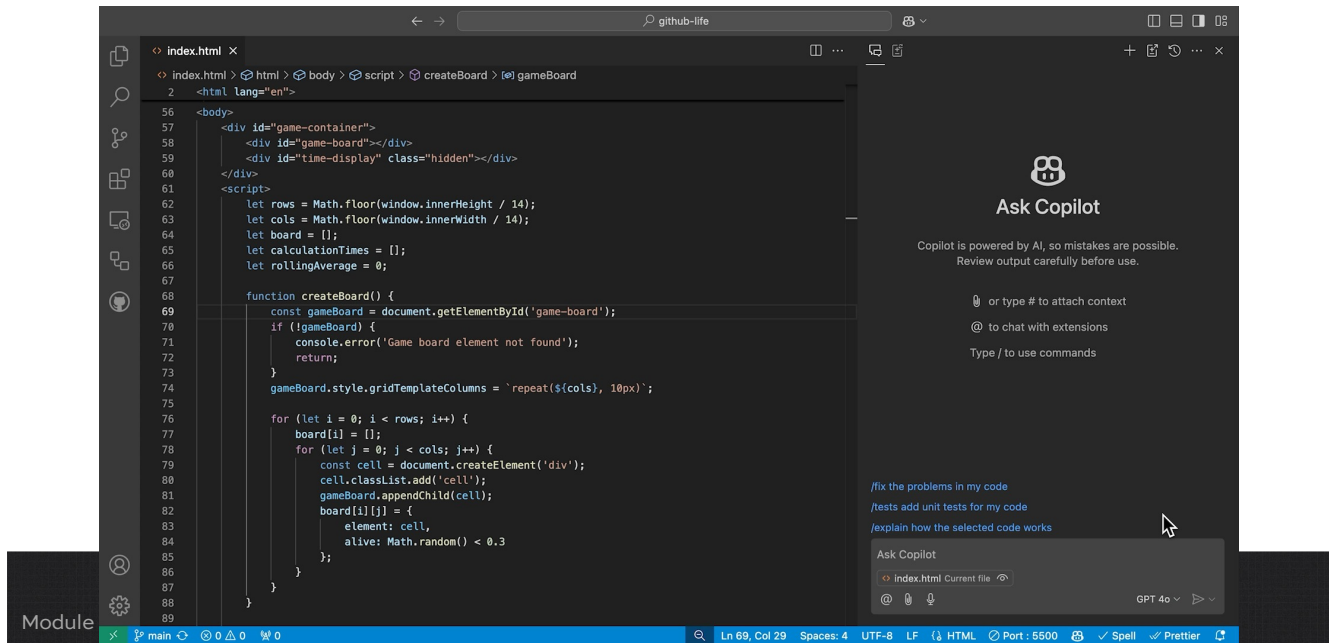 github-life
index.html
index.html > html > body > script > createBoard > gameBoard
2 <html lang="en">
56 <body>
57 <div id="game-container">
58 <div id="game-board"></div>
59 <div id="time-display" class="hidden"></div>
60 </div>
61 <script>
62 let rows = Math.floor(window.innerHeight / 14);
63 let cols = Math.floor(window.innerWidth / 14);
64 let board = [];
65 let calculationTimes = [];
66 let rollingAverage = 0;
67
68 function createBoard() {
69 const gameBoard = document.getElementById('game-board');
70 if (!gameBoard) {
71 console.error('Game board element not found');
72 return;
73 }
74 gameBoard.style.gridTemplateColumns = `repeat(${cols}, 10px)`;
75
76 for (let i = 0; i < rows; i++) {
77 board[i] = [];
78 for (let j = 0; j < cols; j++) {
79 const cell = document.createElement('div');
80 cell.classList.add('cell');
81 gameBoard.appendChild(cell);
82 board[i][j] = {
83 element: cell,
84 alive: Math.random() < 0.3
85 };
86 }
87 }
88 }
89
Ask Copilot
Copilot is powered by AI, so mistakes are possible.
Review output carefully before use.
or type # to attach context
@ to chat with extensions
Type / to use commands
/fix the problems in my code
/tests add unit tests for my code
/explain how the selected code works
Ask Copilot
index.html Current file
GPT 4o
Module
main 0 0 0 Ln 69, Col 29 Spaces: 4 UTF-8 LF HTML Port : 5500 Spell Prettier